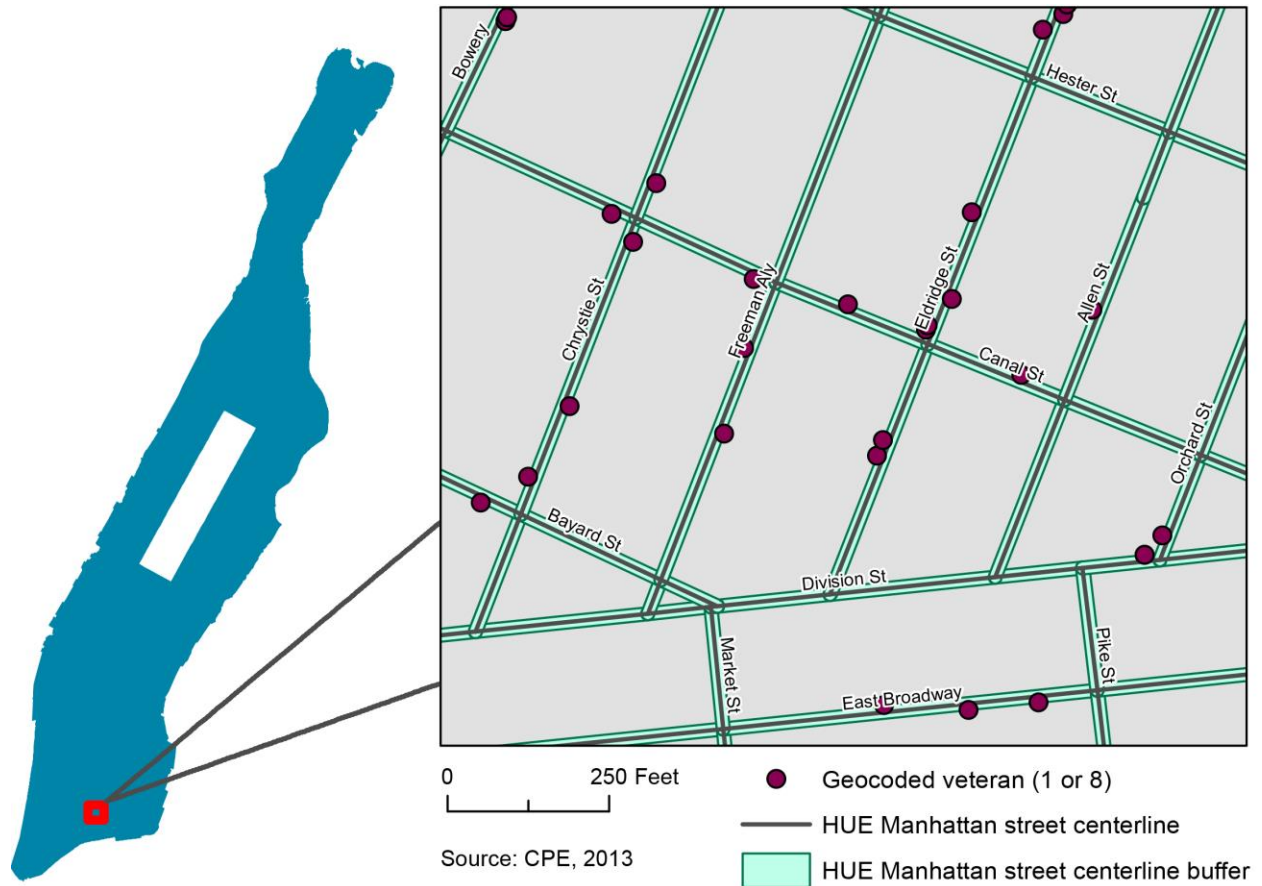 Bowery
Hester St
Chrystie St
Freeman Aly
Eldridge St
Allen St
Canal St
Orchard St
Bayard St
Division St
Market St
Pike St
East Broadway
0 250 Feet
Source: CPE, 2013
Geocoded veteran (1 or 8)
HUE Manhattan street centerline
HUE Manhattan street centerline buffer